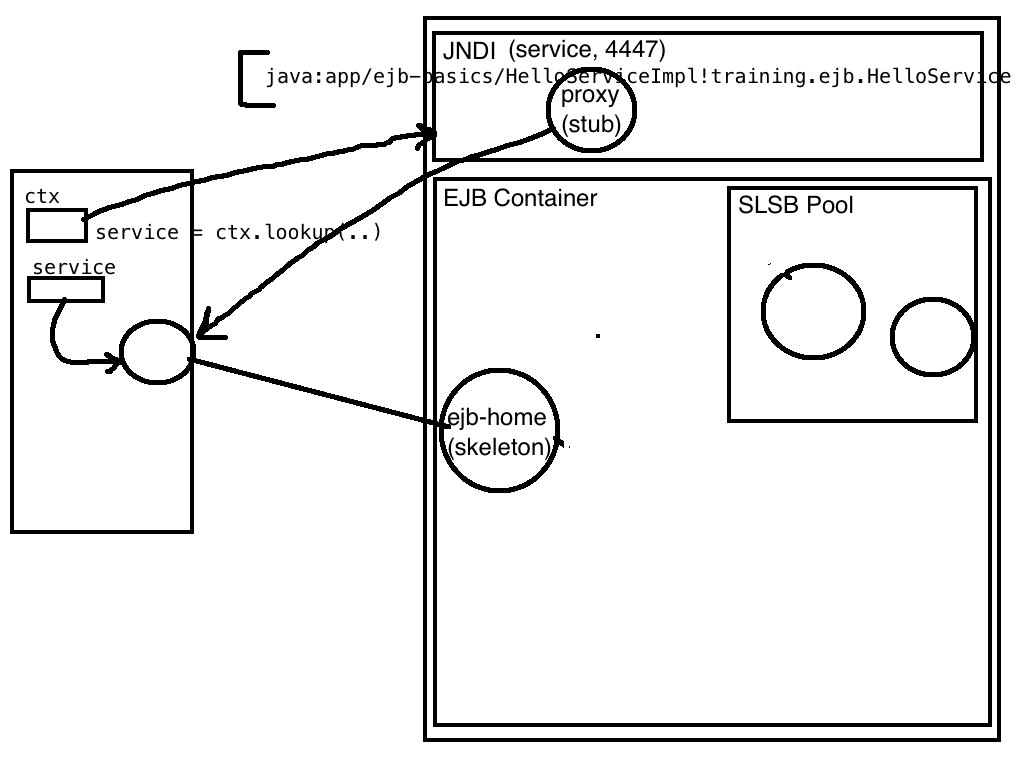 JNDI (service, 4447)
java:app/ejb-basics/HelloServiceImpl!training.ejb.HelloService
proxy
(stub)
ctx
service = ctx.lookup(..)
service
EJB Container
SLSB Pool
ejb-home
(skeleton)